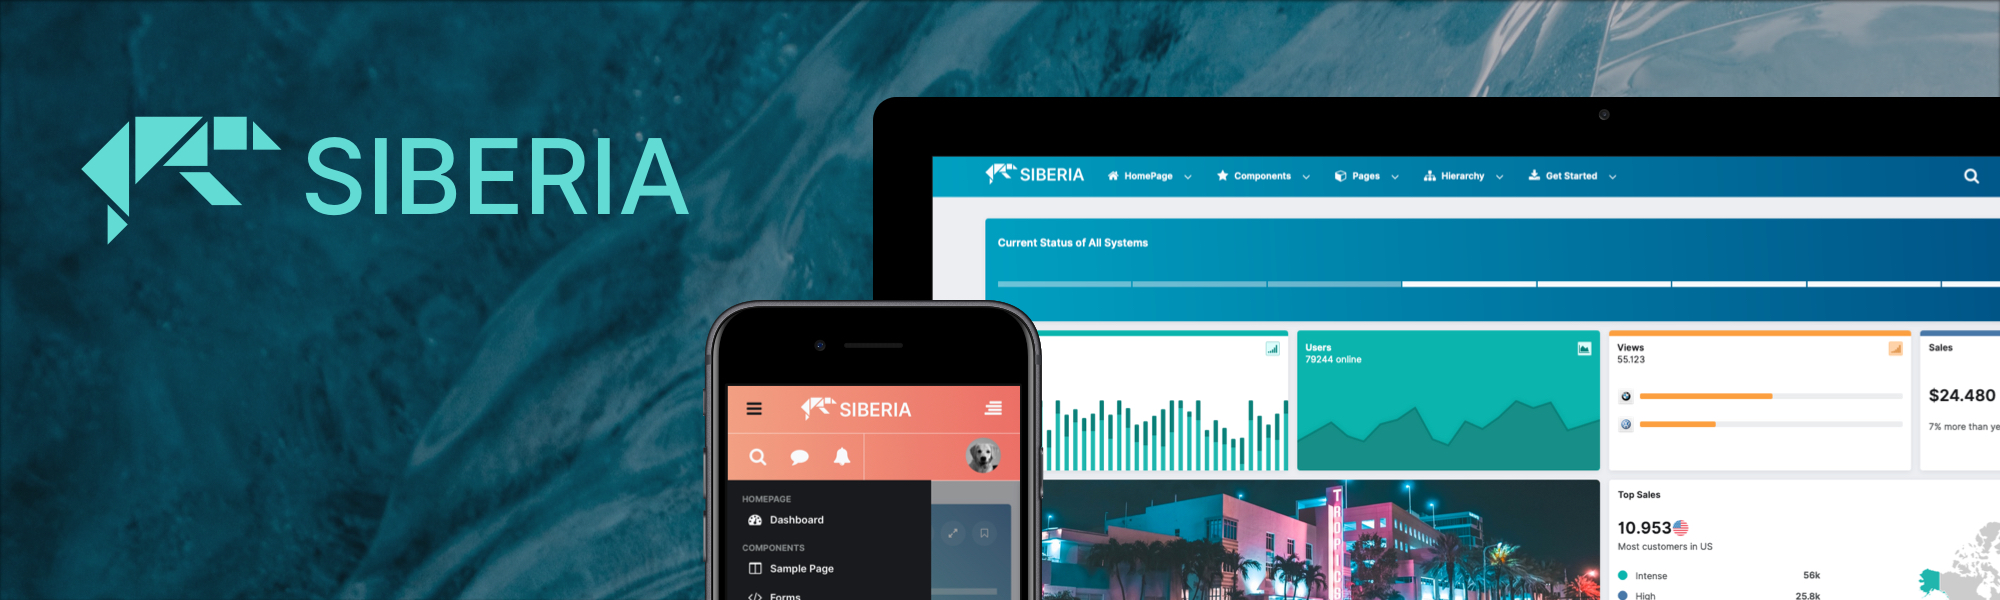 SIBERIA
SIBERIA
HomePage
Components
Pages
Hierarchy
Get Started
Current Status of All Systems
Users
79244 online
Views
55.123
Sales
$24.480
7% more than ye
SIBERIA
HOMEPAGE
Dashboard
COMPONENTS
Sample Page
Forms
TROPICS
Top Sales
10.953
Most customers in US
Intense 56k
High 25.8k